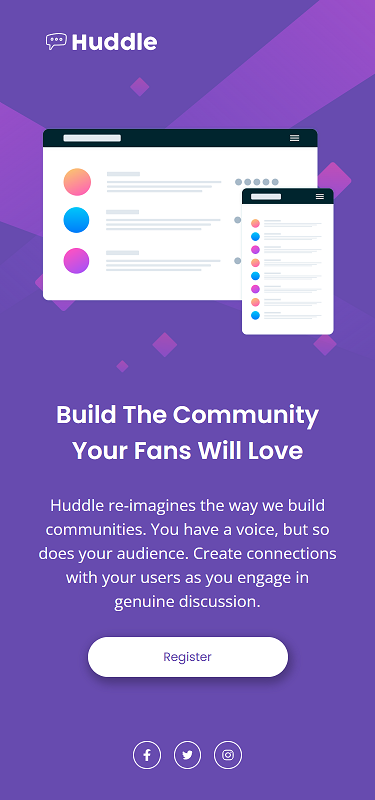 Huddle
Build The Community
Your Fans Will Love
Huddle re-imagines the way we build
communities. You have a voice, but so
does your audience. Create connections
with your users as you engage in
genuine discussion.
Register